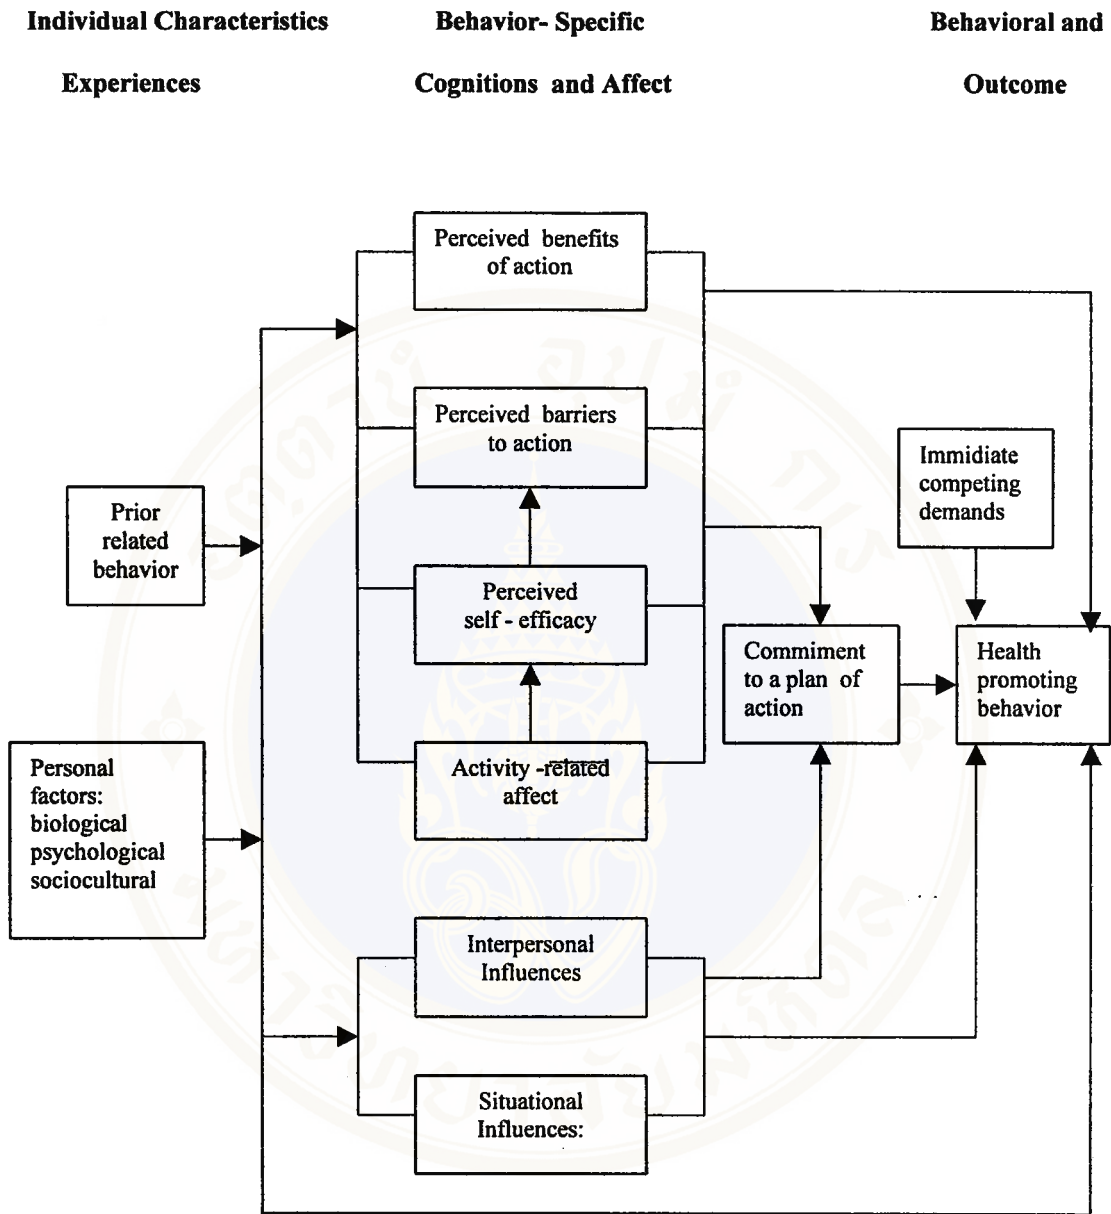 Individual Characteristics
Experiences
Behavior- Specific
Cognitions and Affect
Behavioral and
Outcome
Perceived benefits
of action
Perceived barriers
to action
Immidiate
competing
demands
Prior
related
behavior
Perceived
self - efficacy
Commiment
to a plan of
action
Health
promoting
behavior
Personal
factors:
biological
psychological
sociocultural
Activity -related
affect
Interpersonal
Influences
Situational
Influences: